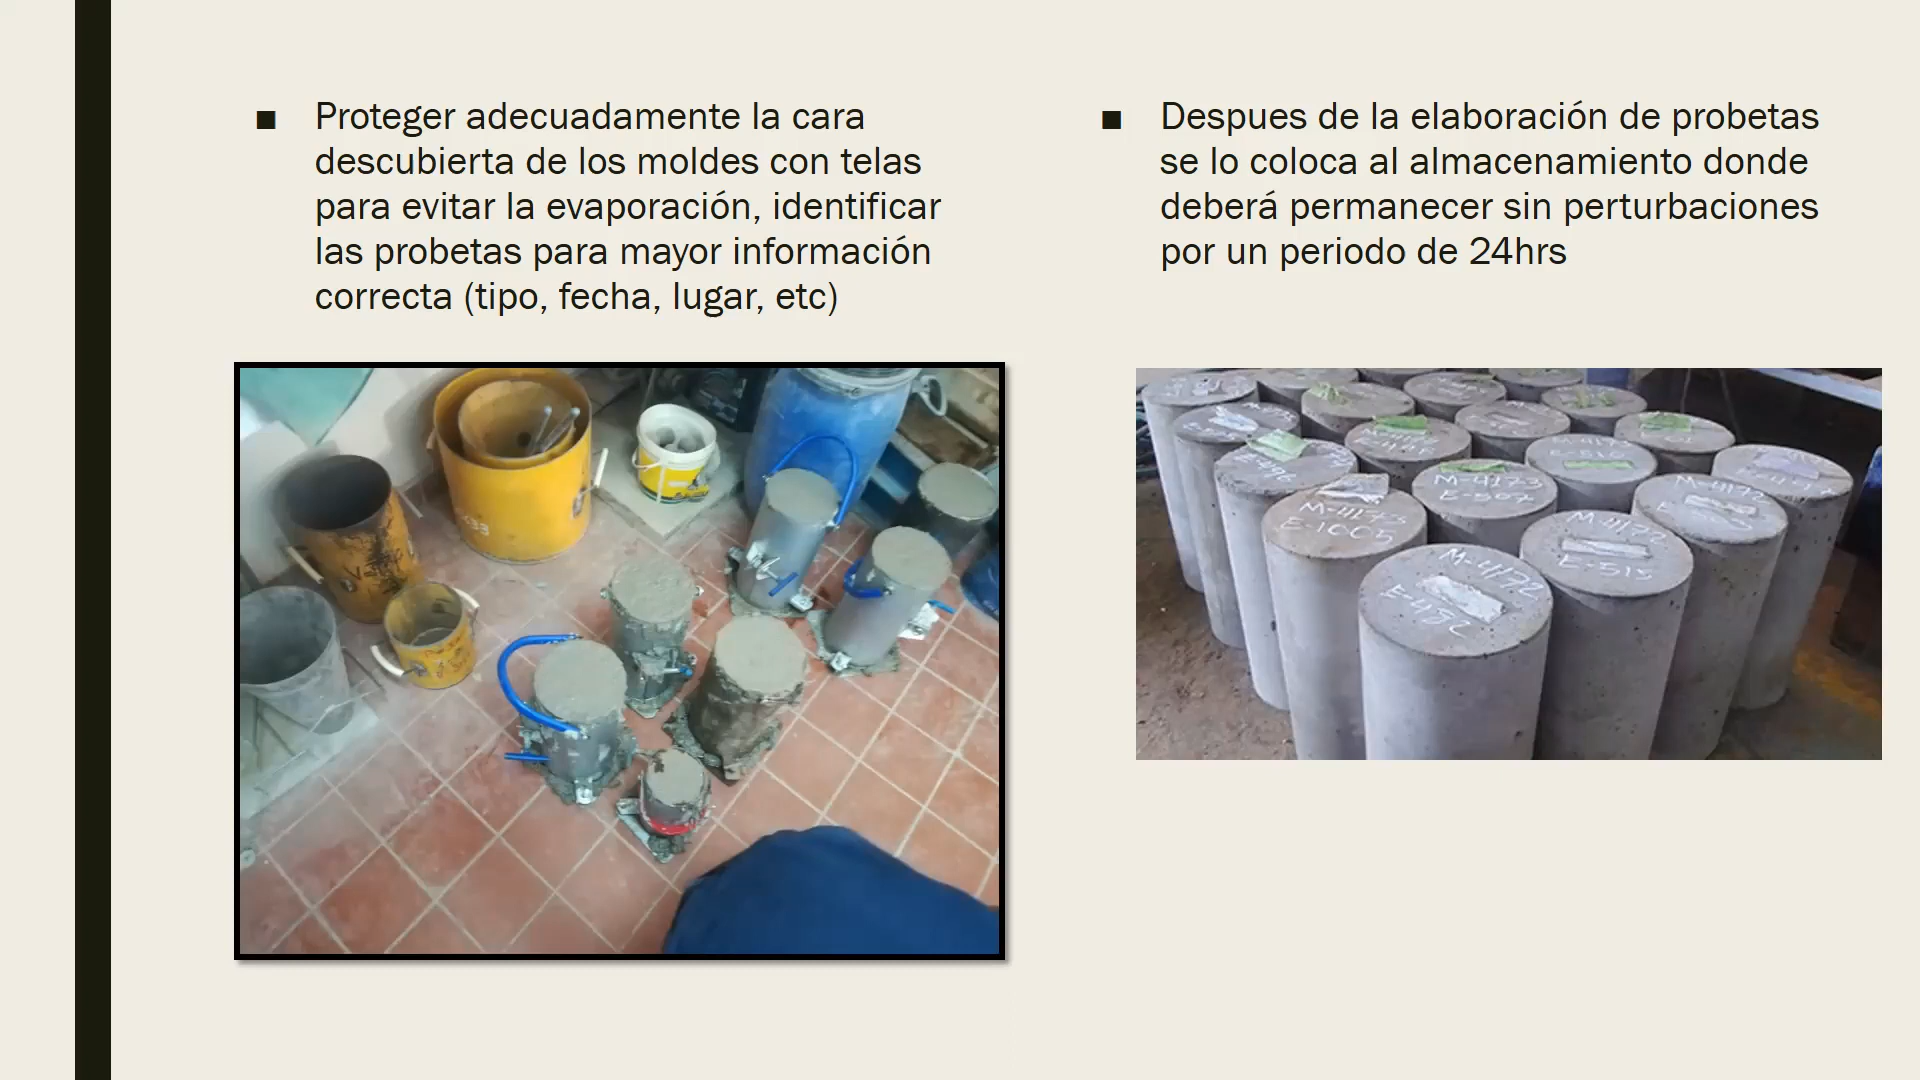 ■ Proteger adecuadamente la cara
descubierta de los moldes con telas
para evitar la evaporación, identificar
las probetas para mayor información
correcta (tipo, fecha, lugar, etc)
■ Despues de la elaboración de probetas
se lo coloca al almacenamiento donde
deberá permanecer sin perturbaciones
por un periodo de 24hrs
M-4173
E-507
E-1005
M-4172
E-515
M-4172
E-482